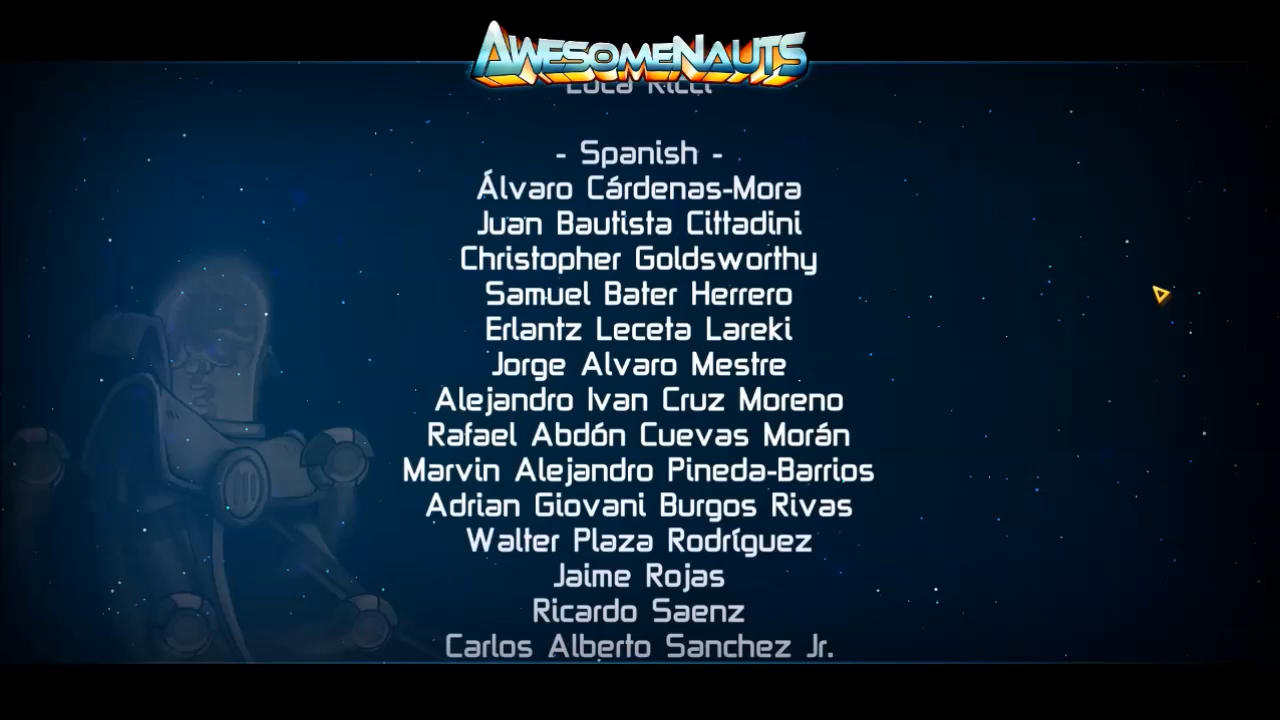 AWESOMENAUTS
Luca Ricci
- Spanish -
Álvaro Cárdenas-Mora
Juan Bautista Cittadini
Christopher Goldsworthy
Samuel Bater Herrero
Erlantz Leceta Lareki
Jorge Alvaro Mestre
Alejandro Ivan Cruz Moreno
Rafael Abdón Cuevas Morán
Marvin Alejandro Pineda-Barrios
Adrian Giovani Burgos Rivas
Walter Plaza Rodríguez
Jaime Rojas
Ricardo Saenz
Carlos Alberto Sanchez Jr.